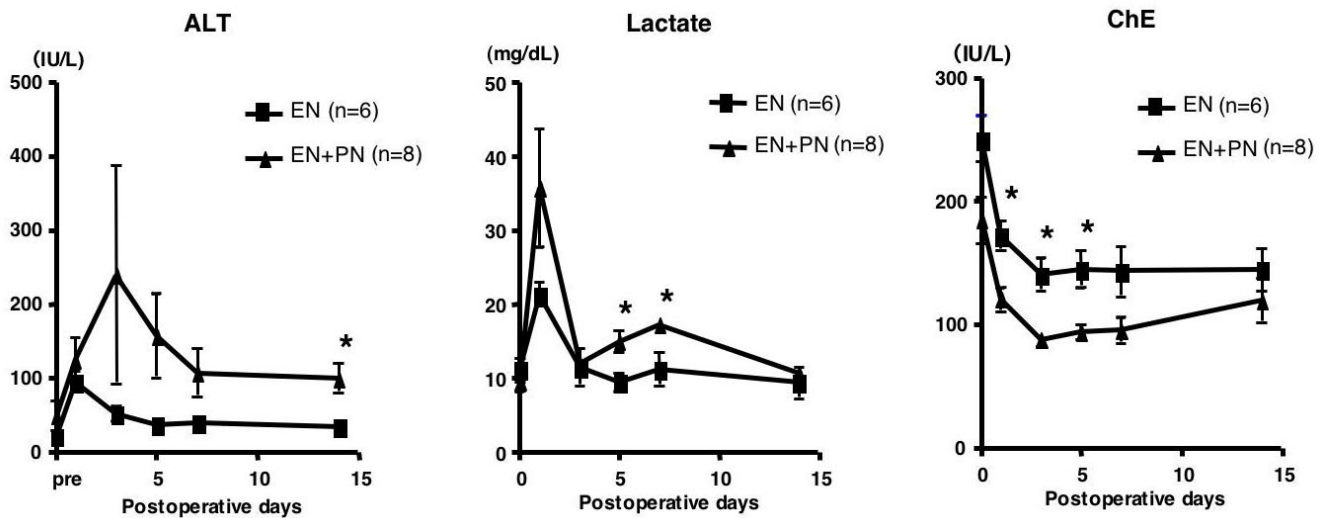 ALT
(IU/L)
500
400
300
200
100
0
EN (n=6)
EN+PN (n=8)
*
pre
5
10
15
Postoperative days
Lactate
(mg/dL)
50
40
30
20
10
0
EN (n=6)
EN+PN (n=8)
*
*
0
5
10
15
Postoperative days
ChE
(IU/L)
300
200
100
0
EN (n=6)
EN+PN (n=8)
*
*
*
0
5
10
15
Postoperative days